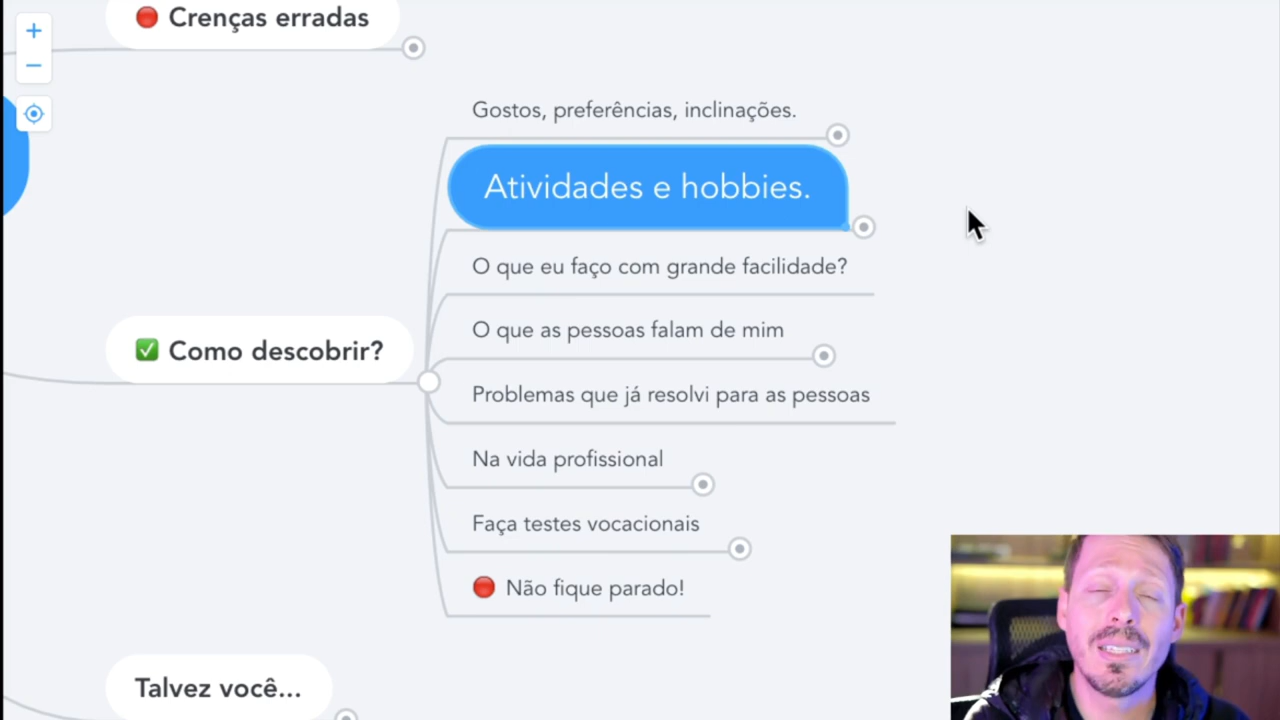 Crenças erradas
Gostos, preferências, inclinações.
Atividades e hobbies.
O que eu faço com grande facilidade?
O que as pessoas falam de mim
Como descobrir?
Problemas que já resolvi para as pessoas
Na vida profissional
Faça testes vocacionais
Não fique parado!
Talvez você...